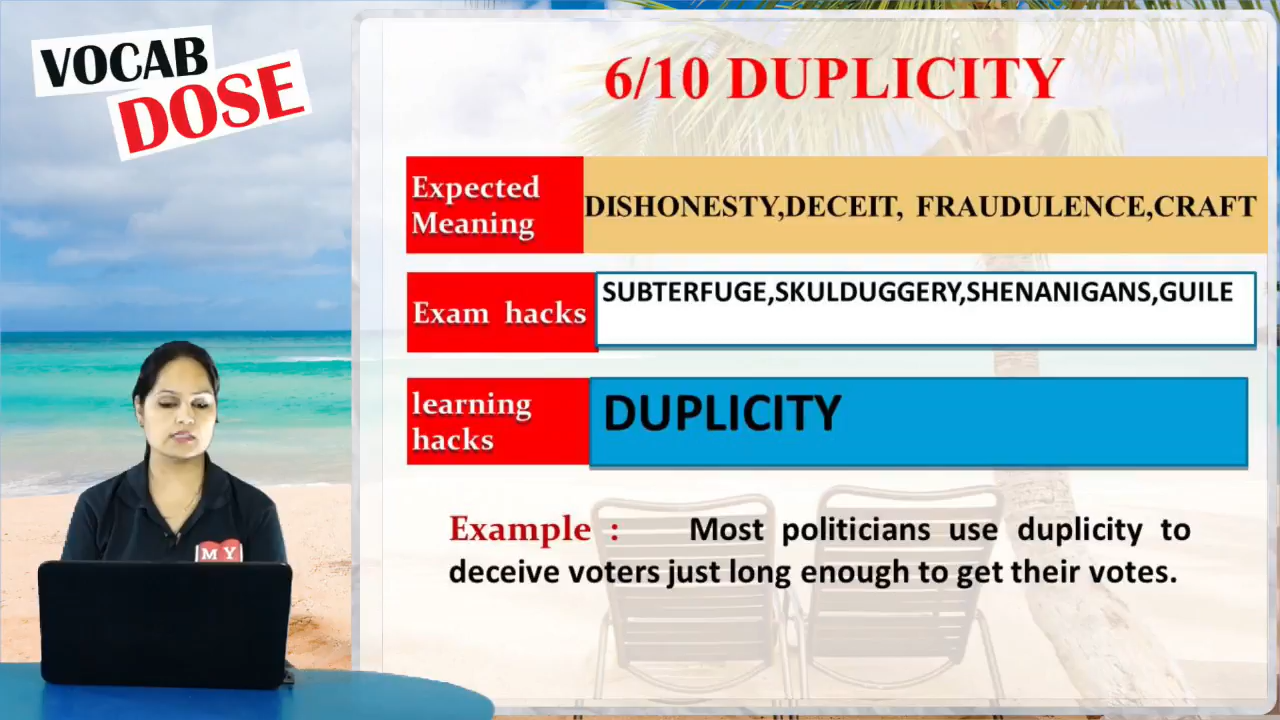 VOCAB
DOSE
6/10 DUPLICITY
Expected
Meaning
DISHONESTY,DECEIT, FRAUDULENCE,CRAFT
Exam hacks
SUBTERFUGE,SKULDUGGERY,SHENANIGANS,GUILE
learning
hacks
DUPLICITY
Example : Most politicians use duplicity to
deceive voters just long enough to get their votes.
M Y